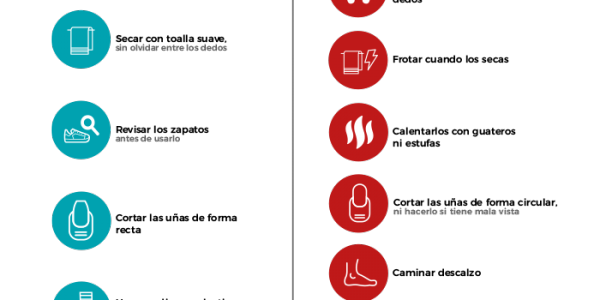 Secar con toalla suave,
sin olvidar entre los dedos
Revisar los zapatos
antes de usarlo
Cortar las uñas de forma
recta
dedos
Frotar cuando los secas
Calentarlos con guateros
ni estufas
Cortar las uñas de forma circular,
ni hacerlo si tiene mala vista
Caminar descalzo